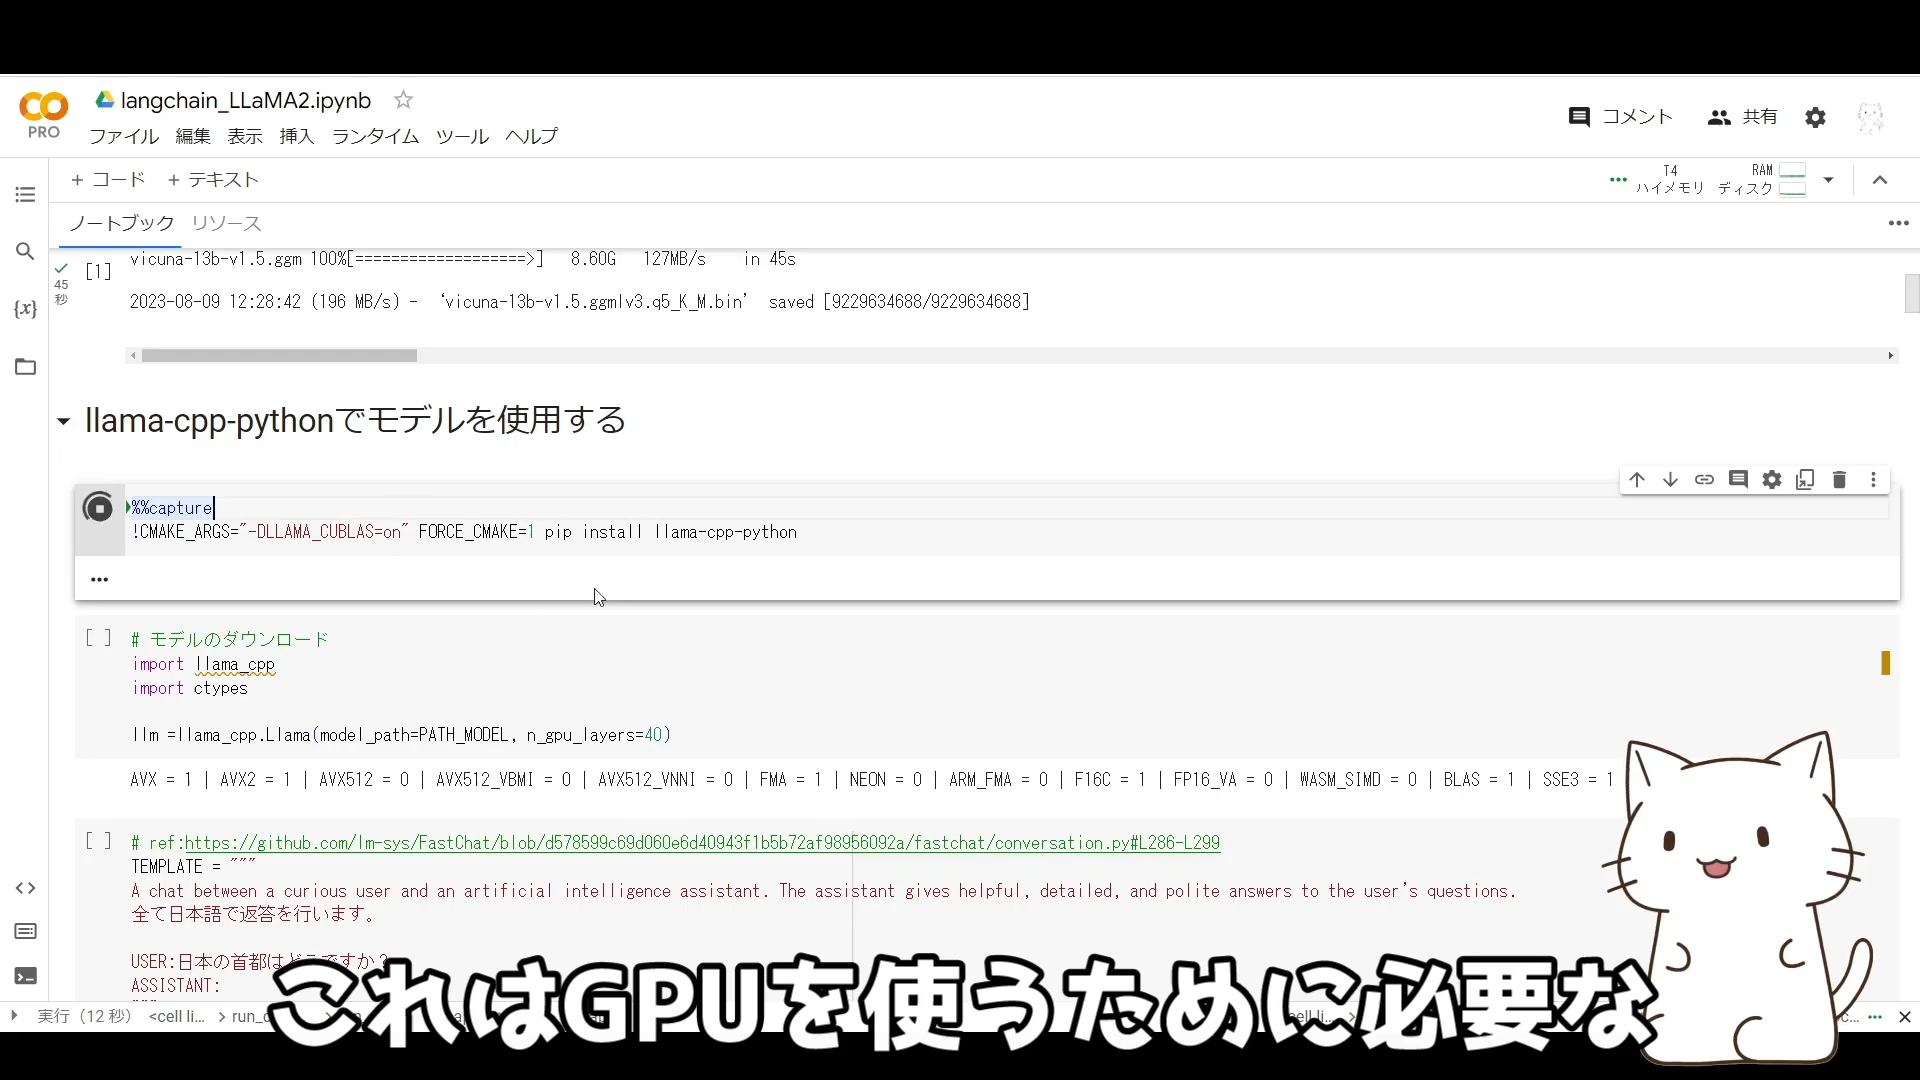 PRO
langchain_LLaMA2.ipynb
ファイル 編集 表示 挿入 ランタイム ツール ヘルプ
コメント 共有
+ コード + テキスト
T4
ハイメモリ
RAM
ディスク
ノートブック リソース
[1]
45
秒
vicuna-13b-v1.5.ggm 100%[===================>] 8.60G 127MB/s in 45s
2023-08-09 12:28:42 (196 MB/s) - ‘vicuna-13b-v1.5.ggmlv3.q5_K_M.bin’ saved [9229634688/9229634688]
{x}
llama-cpp-pythonでモデルを使用する
%%capture
!CMAKE_ARGS="-DLLAMA_CUBLAS=on" FORCE_CMAKE=1 pip install llama-cpp-python
[ ] # モデルのダウンロード
import llama_cpp
import ctypes
llm =llama_cpp.Llama(model_path=PATH_MODEL, n_gpu_layers=40)
AVX = 1 | AVX2 = 1 | AVX512 = 0 | AVX512_VBMI = 0 | AVX512_VNNI = 0 | FMA = 1 | NEON = 0 | ARM_FMA = 0 | F16C = 1 | FP16_VA = 0 | WASM_SIMD = 0 | BLAS = 1 | SSE3 = 1
[ ] # ref:https://github.com/lm-sys/FastChat/blob/d578599c69d060e6d40943f1b5b72af98956092a/fastchat/conversation.py#L286-L299
TEMPLATE = """
A chat between a curious user and an artificial intelligence assistant. The assistant gives helpful, detailed, and polite answers to the user's questions.
全て日本語で返答を行います。
USER:日本の首都はどこですか?
ASSISTANT:
"""
実行 (12 秒) <cell li… > run_c
これはGPUを使うために必要な